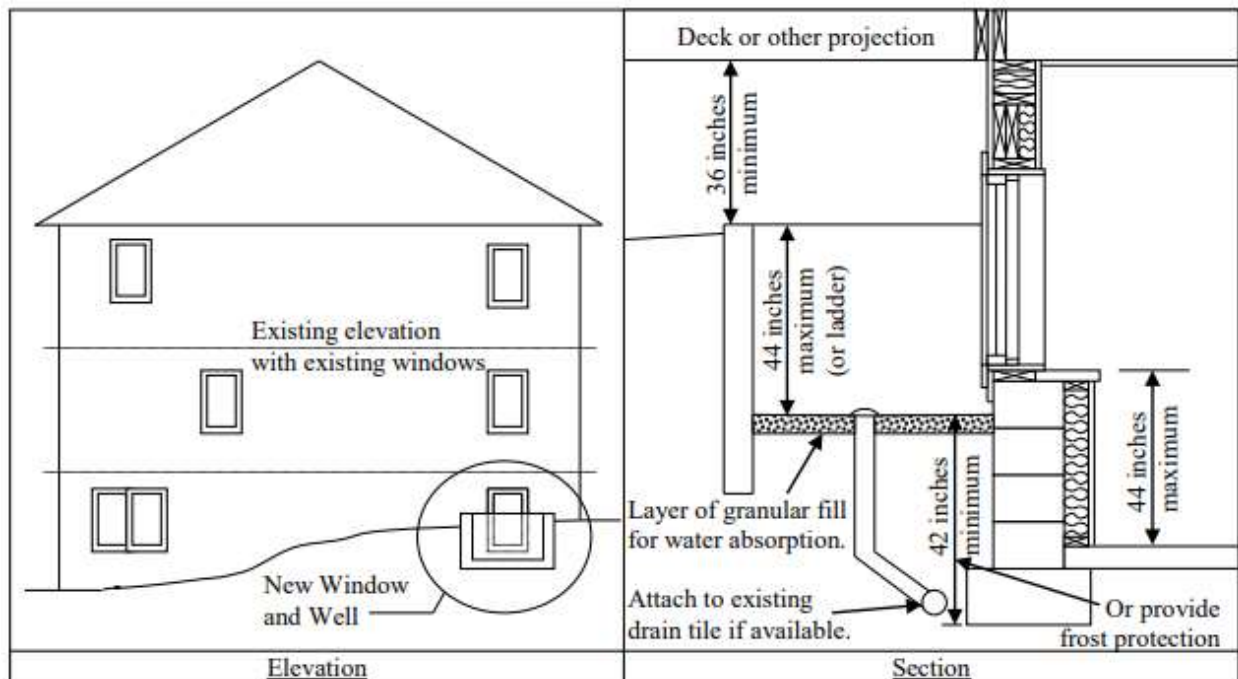 Existing elevation
with existing windows
New Window
and Well
Elevation
Deck or other projection
36 inches
minimum
44 inches
maximum
(or ladder)
Layer of granular fill
for water absorption.
42 inches
minimum
44 inches
maximum
Attach to existing
drain tile if available.
Or provide
frost protection
Section